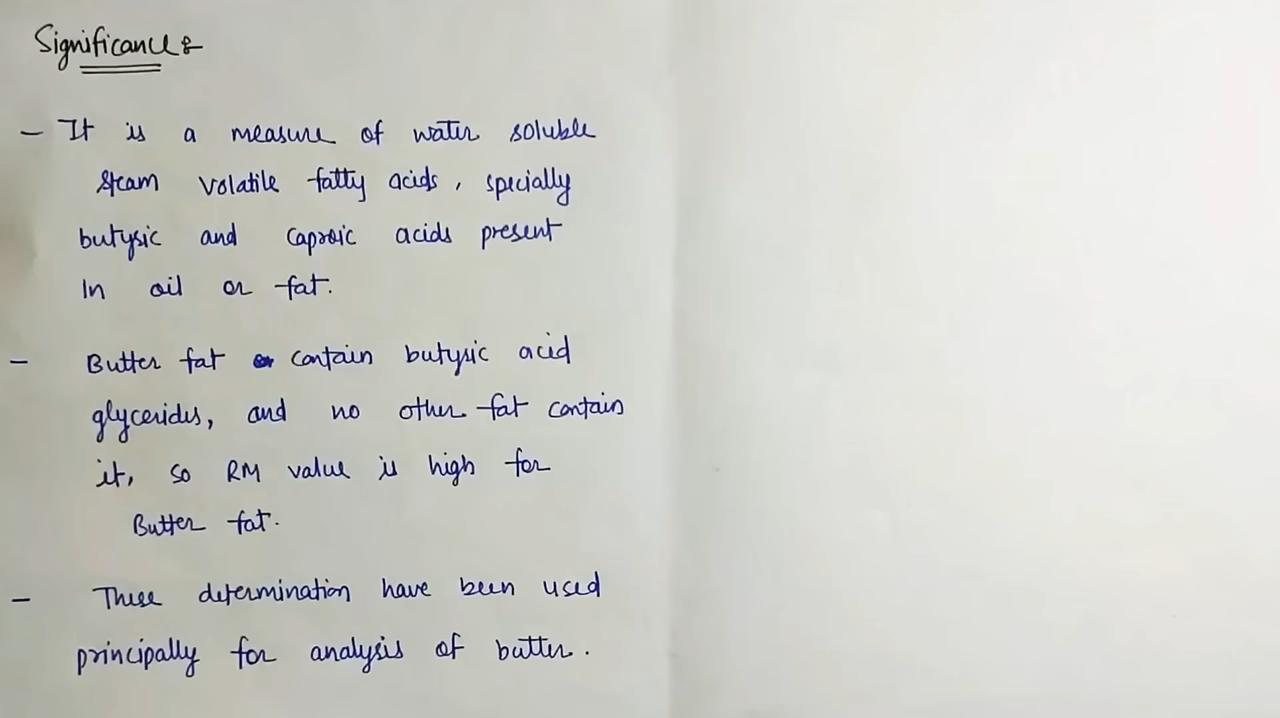 Significance:
- It is a measure of water soluble
steam volatile fatty acids, specially
butyric and caproic acids present
In oil or fat.
- Butter fat contain butyric acid
glycerides, and no other fat contain
it, so RM value is high for
Butter fat.
- These determination have been used
principally for analysis of butter.